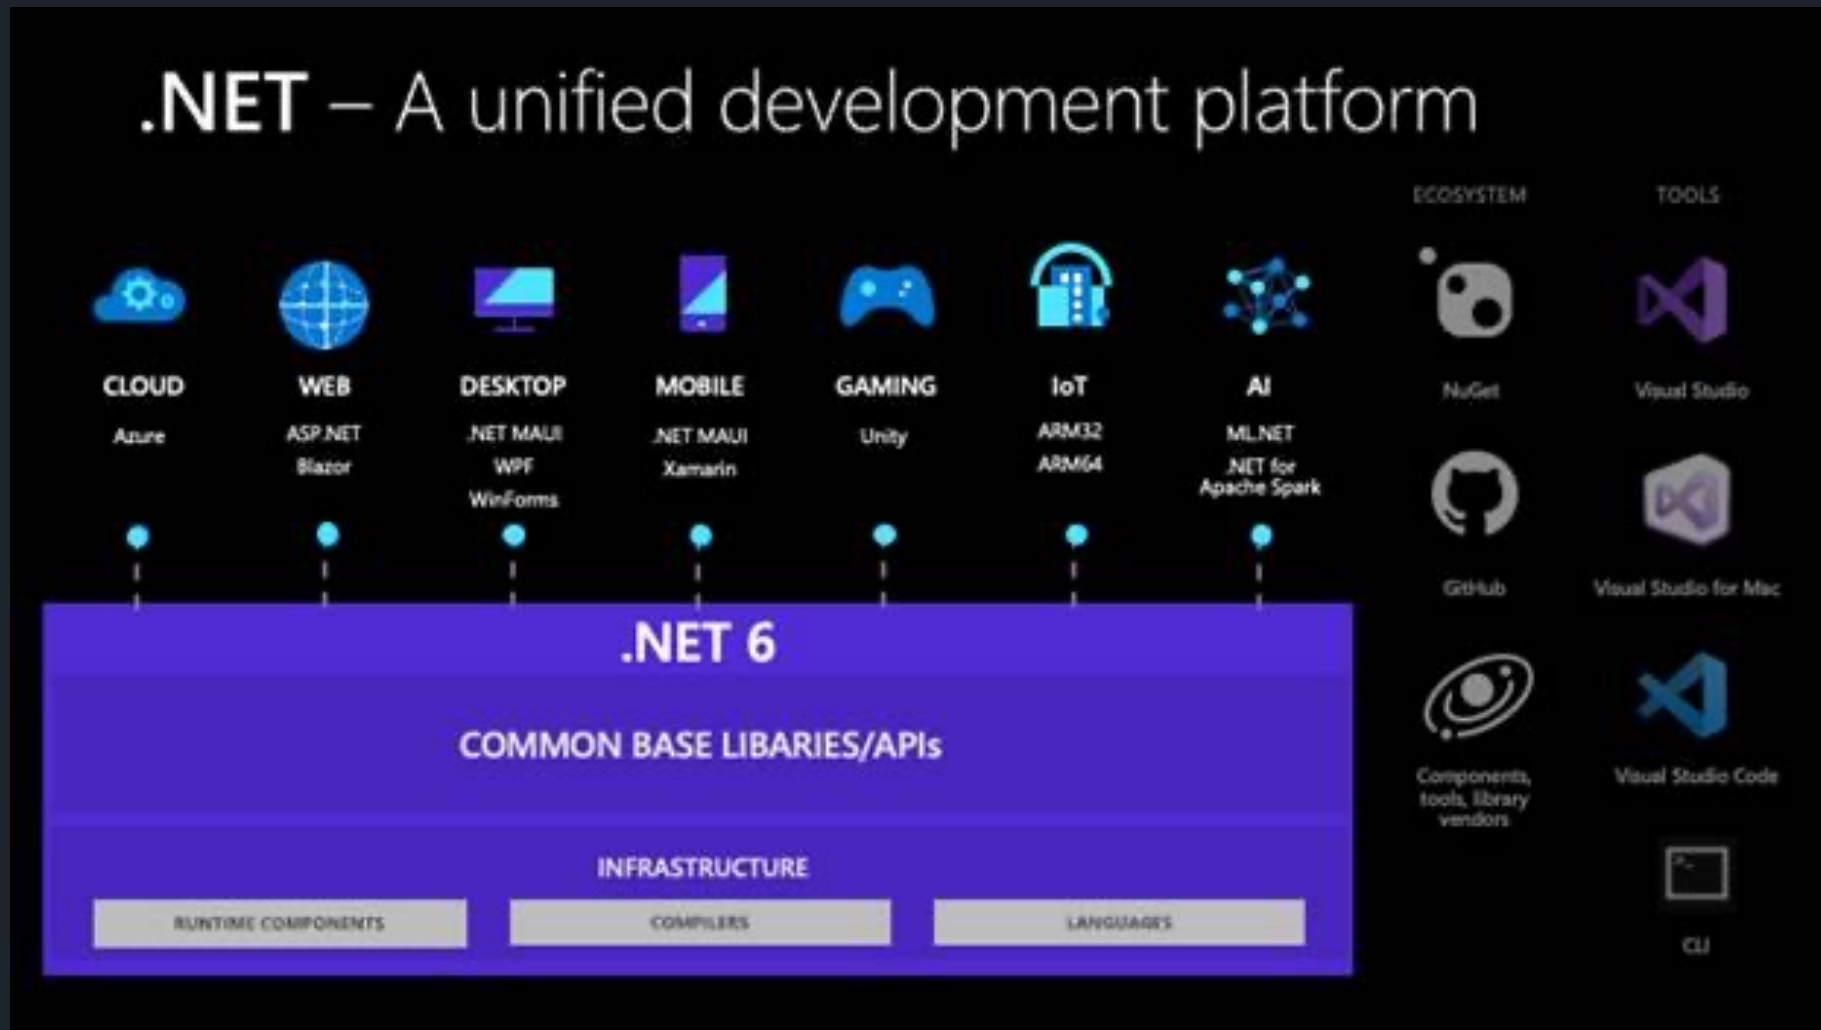 .NET – A unified development platform
ECOSYSTEM
TOOLS
CLOUD
Azure
WEB
ASP.NET
Blazor
DESKTOP
.NET MAUI
WPF
WinForms
MOBILE
.NET MAUI
Xamarin
GAMING
Unity
IoT
ARM32
ARM64
AI
ML.NET
.NET for
Apache Spark
NuGet
GitHub
Components,
tools, library
vendors
Visual Studio
Visual Studio for Mac
Visual Studio Code
>_
CLI
.NET 6
COMMON BASE LIBARIES/APIs
INFRASTRUCTURE
RUNTIME COMPONENTS
COMPILERS
LANGUAGES